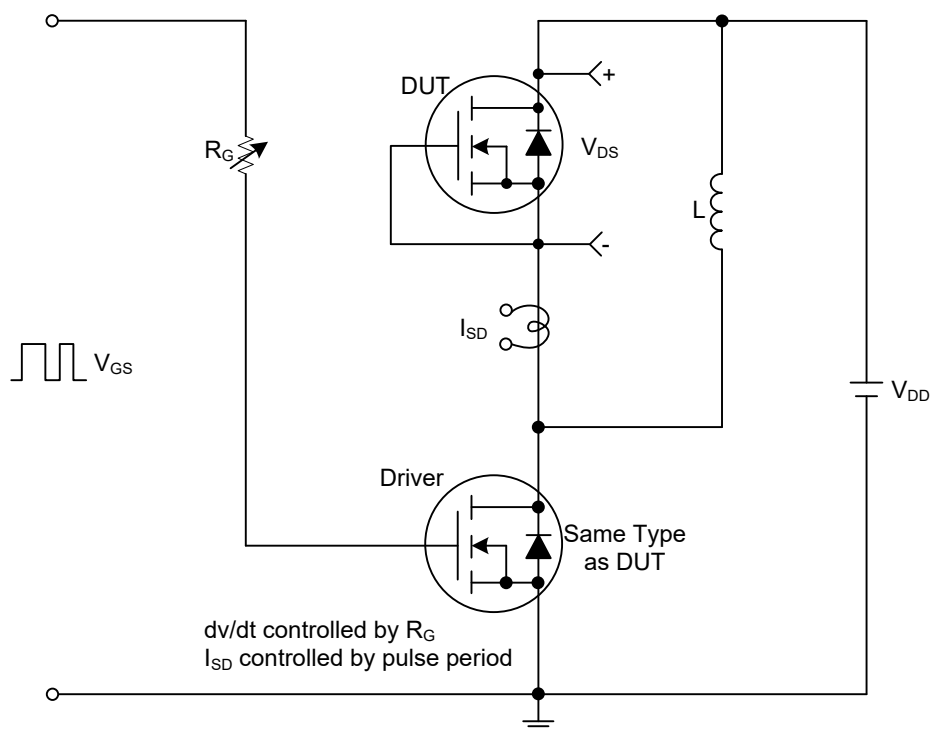 DUT
+
R_G
V_DS
L
-
I_SD
V_GS
V_DD
Driver
Same Type
as DUT
dv/dt controlled by R_G
I_SD controlled by pulse period